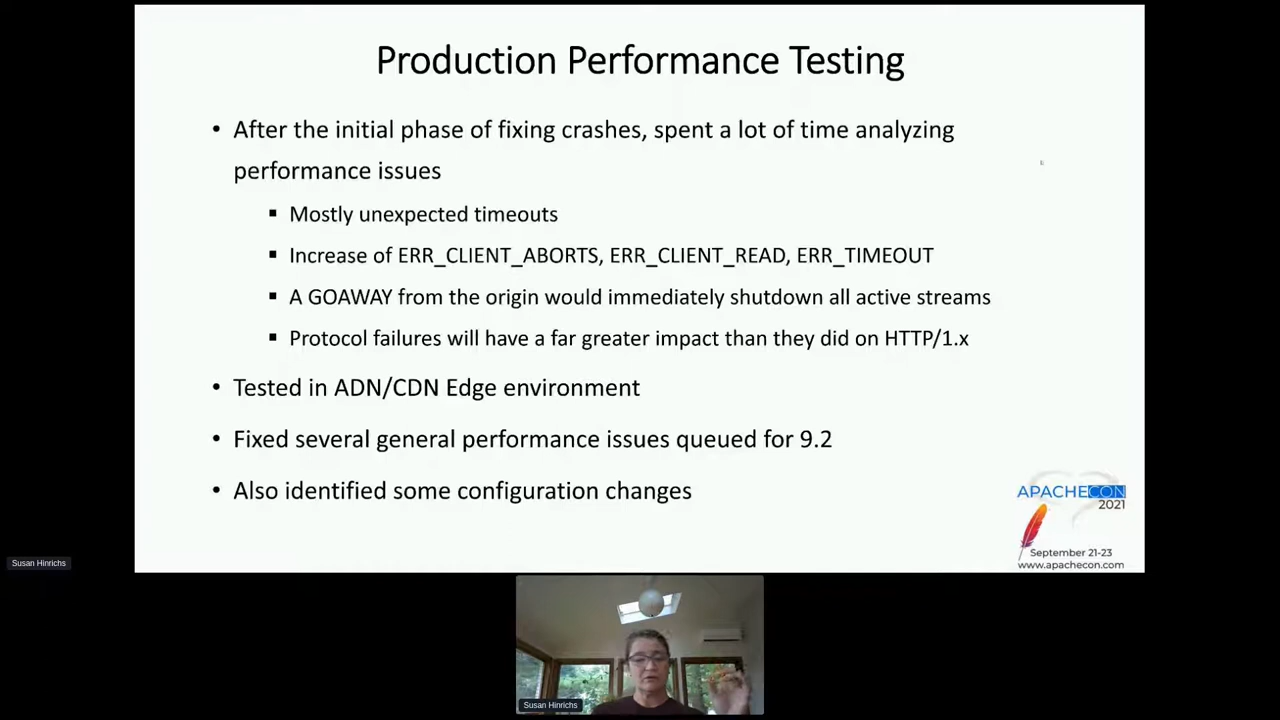 Production Performance Testing
• After the initial phase of fixing crashes, spent a lot of time analyzing
performance issues
▪ Mostly unexpected timeouts
▪ Increase of ERR_CLIENT_ABORTS, ERR_CLIENT_READ, ERR_TIMEOUT
▪ A GOAWAY from the origin would immediately shutdown all active streams
▪ Protocol failures will have a far greater impact than they did on HTTP/1.x
• Tested in ADN/CDN Edge environment
• Fixed several general performance issues queued for 9.2
• Also identified some configuration changes
APACHECON
2021
September 21-23
www.apachecon.com
Susan Hinrichs
Susan Hinrichs